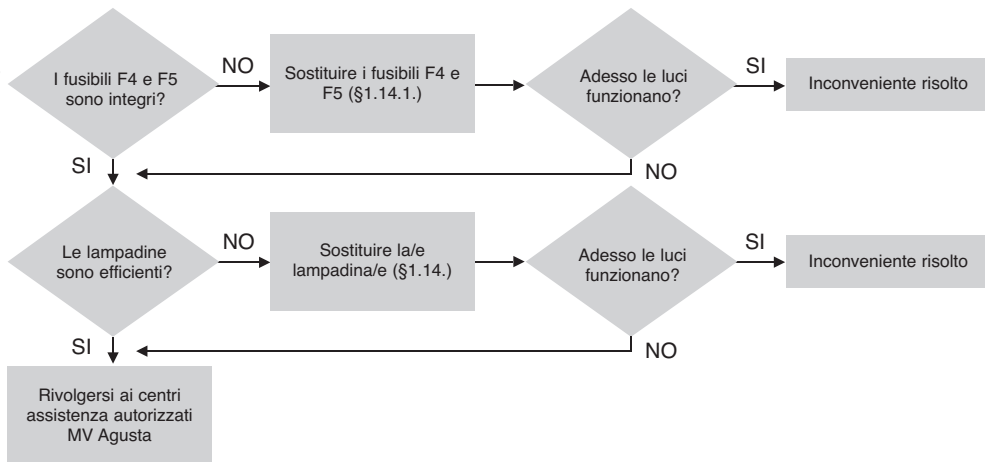 I fusibili F4 e F5
sono integri?
NO
Sostituire i fusibili F4 e
F5 (§1.14.1.)
Adesso le luci
funzionano?
SI
Inconveniente risolto
SI
NO
Le lampadine
sono efficienti?
NO
Sostituire la/e
lampadina/e (§1.14.)
Adesso le luci
funzionano?
SI
Inconveniente risolto
SI
NO
Rivolgersi ai centri
assistenza autorizzati
MV Agusta